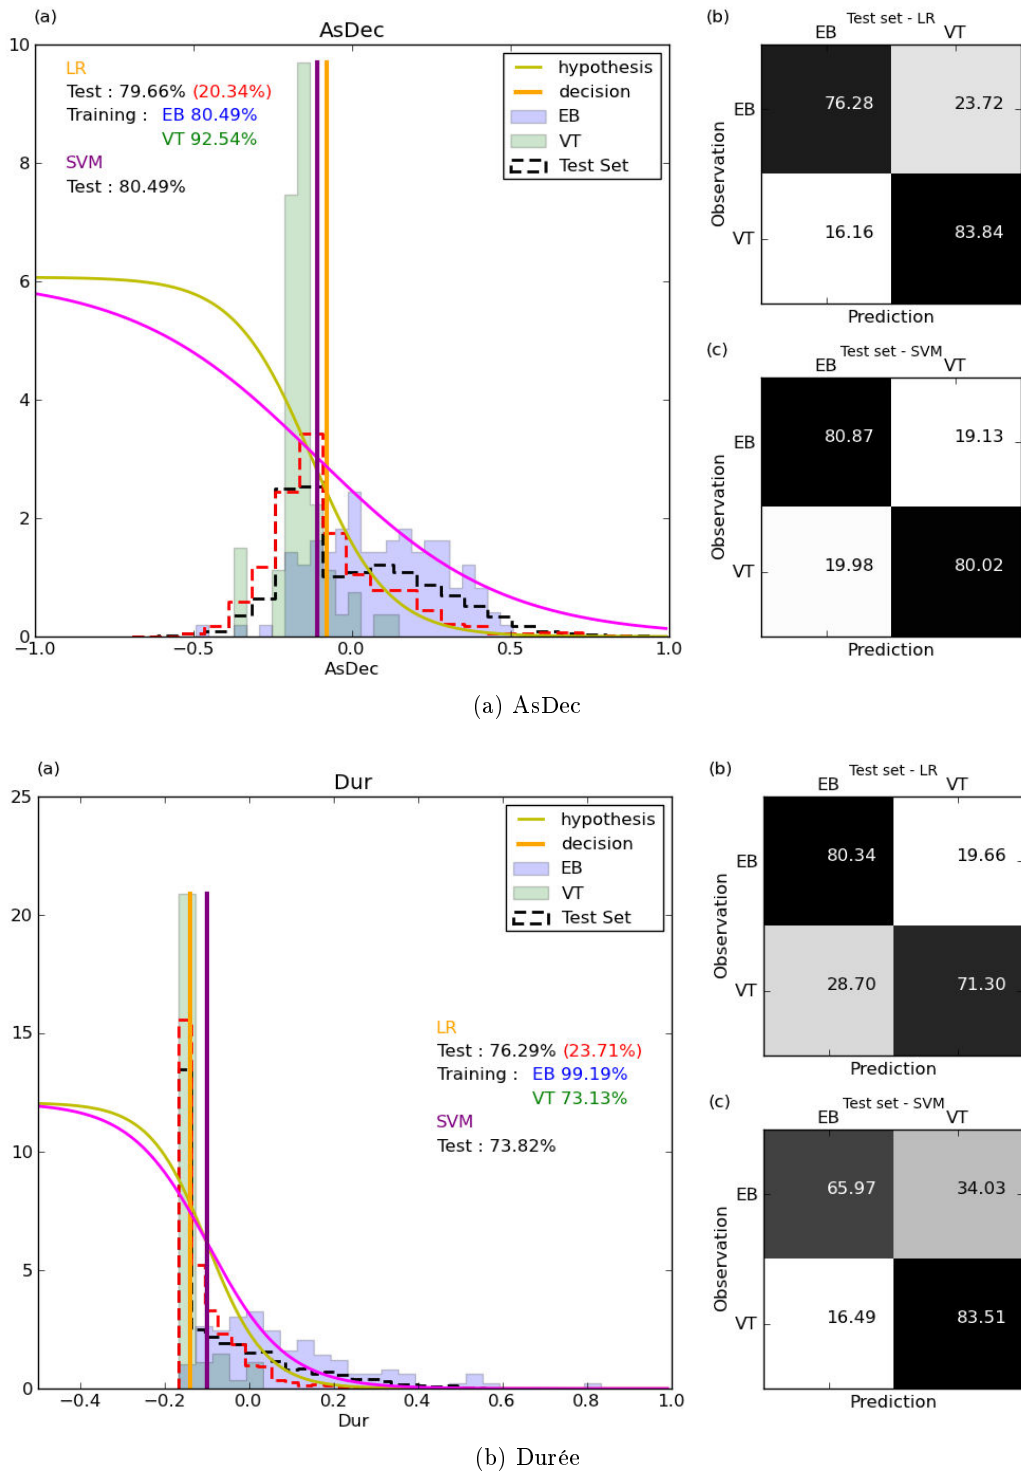 (a)
AsDec
10
8
6
4
2
0
LR
Test : 79.66% (20.34%)
Training : EB 80.49%
VT 92.54%
SVM
Test : 80.49%
hypothesis
decision
EB
VT
Test Set
−1.0 −0.5 0.0 0.5 1.0
AsDec
(b)
Test set - LR
EB VT
Observation
EB 76.28 23.72
VT 16.16 83.84
Prediction
(c)
Test set - SVM
EB VT
Observation
EB 80.87 19.13
VT 19.98 80.02
Prediction
(a) AsDec
(a)
Dur
25
20
15
10
5
0
hypothesis
decision
EB
VT
Test Set
LR
Test : 76.29% (23.71%)
Training : EB 99.19%
VT 73.13%
SVM
Test : 73.82%
−0.4 −0.2 0.0 0.2 0.4 0.6 0.8 1.0
Dur
(b)
Test set - LR
EB VT
Observation
EB 80.34 19.66
VT 28.70 71.30
Prediction
(c)
Test set - SVM
EB VT
Observation
EB 65.97 34.03
VT 16.49 83.51
Prediction
(b) Durée